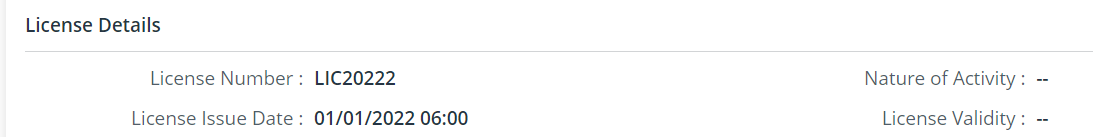 License Details
License Number : LIC20222 Nature of Activity : --
License Issue Date : 01/01/2022 06:00 License Validity : --